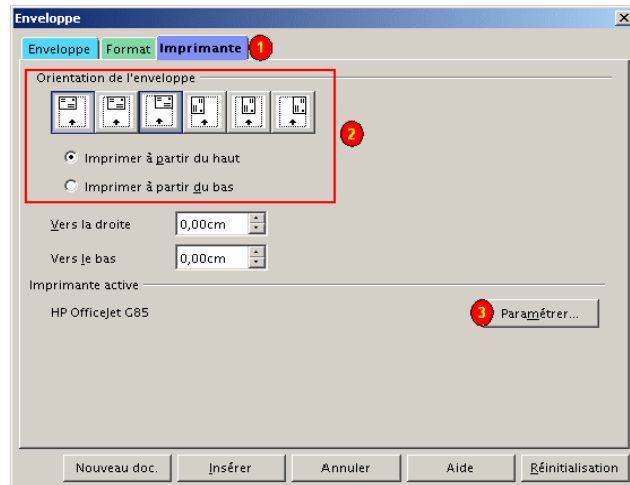 Enveloppe
Enveloppe Format Imprimante 1
Orientation de l'enveloppe
2
Imprimer à partir du haut
Imprimer à partir du bas
Vers la droite 0,00cm
Vers le bas 0,00cm
Imprimante active
HP OfficeJet G85 3 Paramétrer...
Nouveau doc. Insérer Annuler Aide Réinitialisation